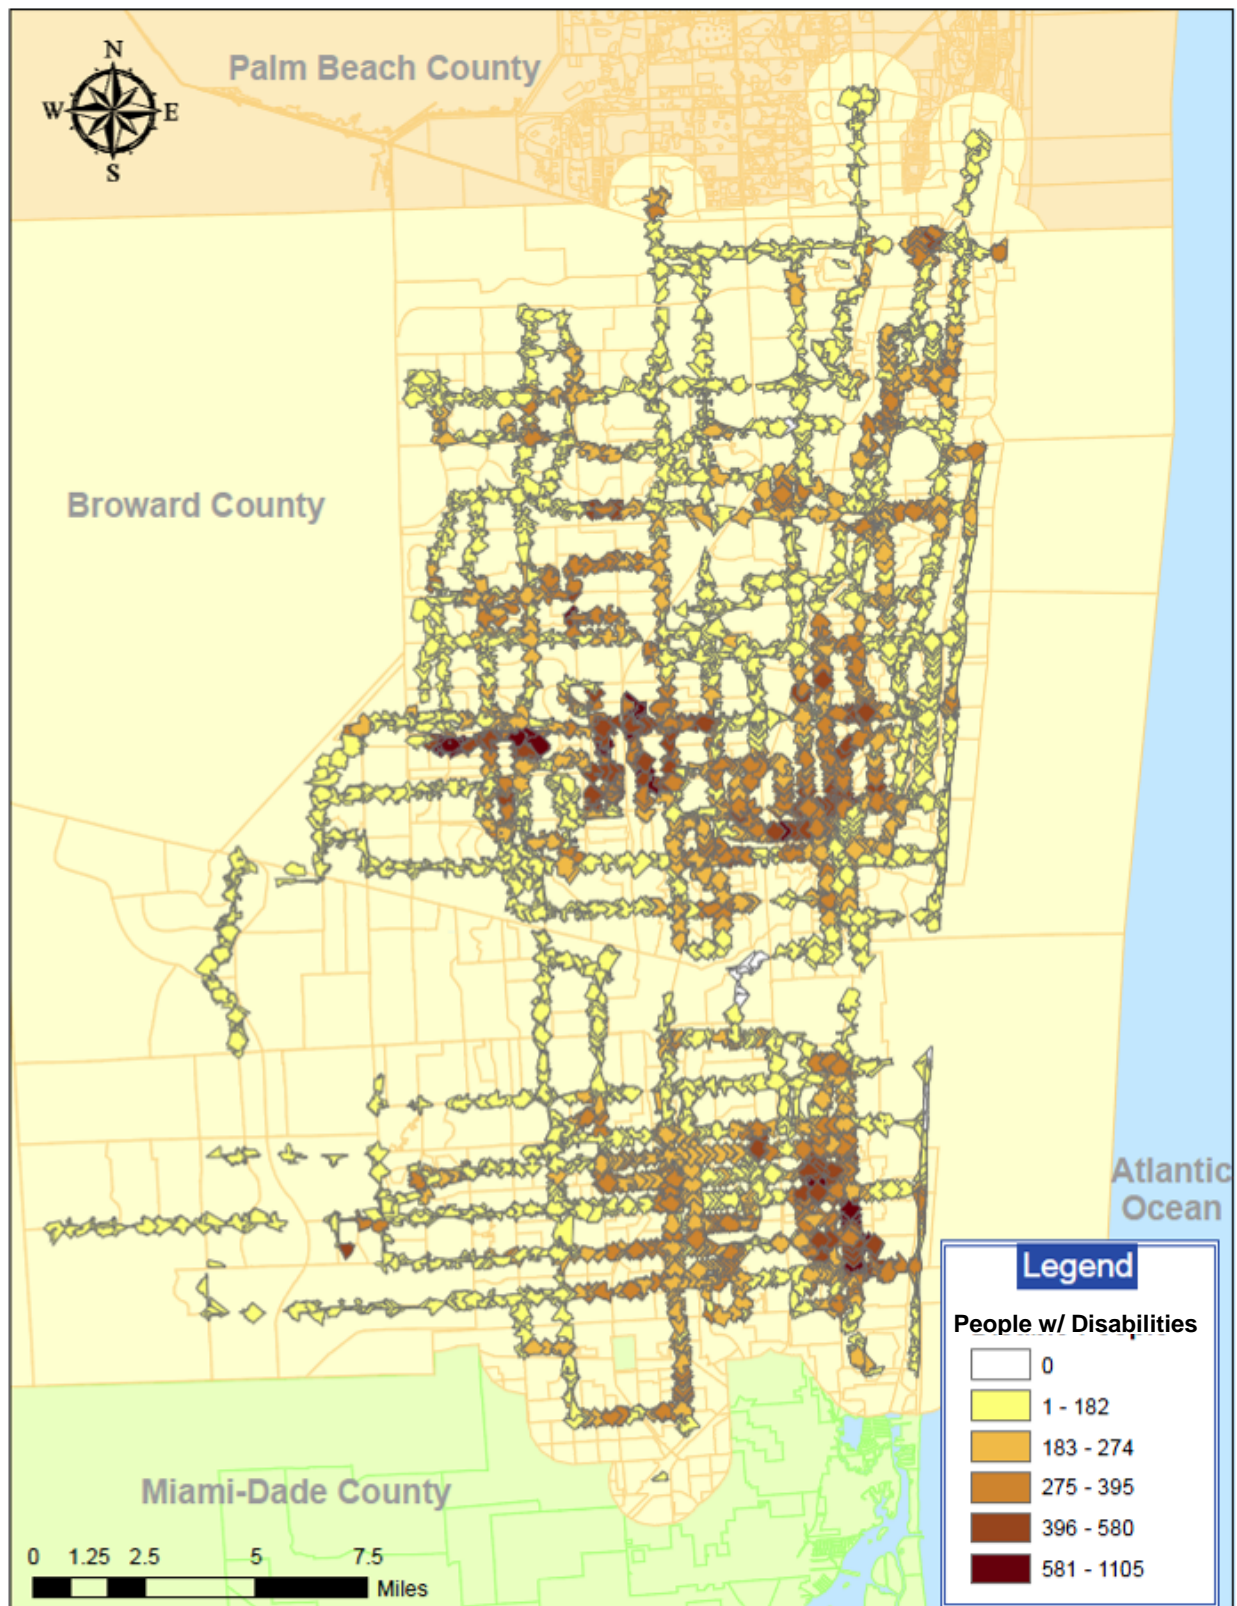 N
Palm Beach County
W E
S
Broward County
Atlantic
Ocean
Legend
People w/ Disabilities
0
1 - 182
183 - 274
275 - 395
396 - 580
581 - 1105
Miami-Dade County
0 1.25 2.5 5 7.5
Miles